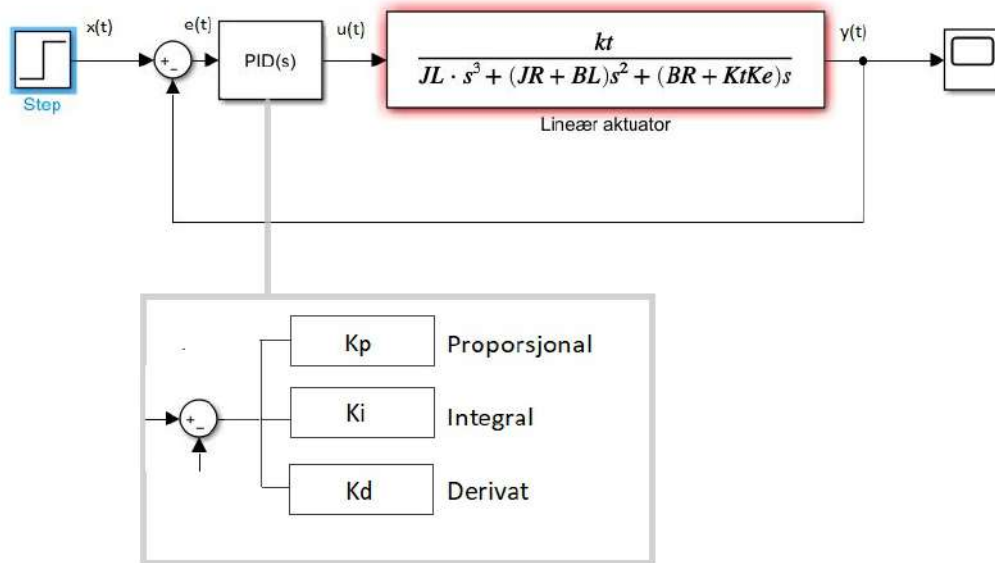 x(t)
e(t)
u(t)
y(t)
+
−
PID(s)
kt
JL · s³ + (JR + BL)s² + (BR + KtKe)s
Step
Lineær aktuator
Kp Proporsjonal
+
−
Ki Integral
Kd Derivat